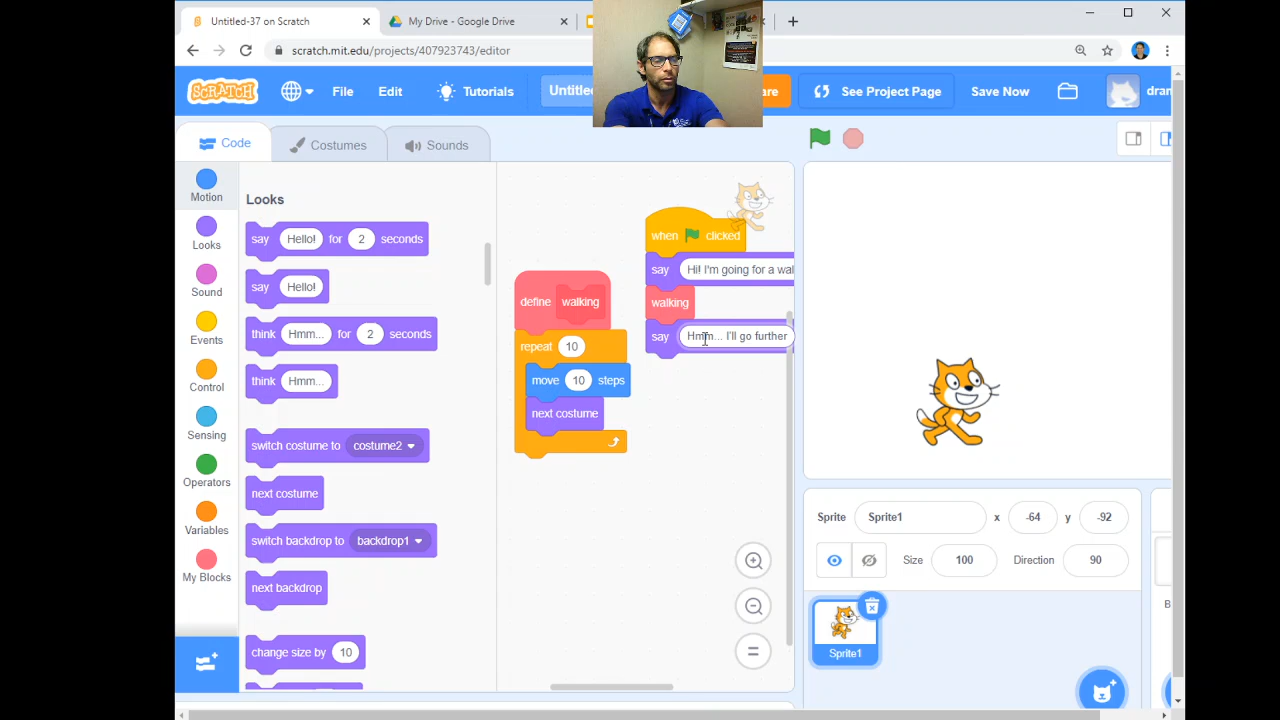 Untitled-37 on Scratch
My Drive - Google Drive
scratch.mit.edu/projects/407923743/editor
SCRATCH
File
Edit
Tutorials
See Project Page
Save Now
Code
Costumes
Sounds
Motion
Looks
Sound
Events
Control
Sensing
Operators
Variables
My Blocks
Looks
say Hello! for 2 seconds
say Hello!
think Hmm... for 2 seconds
think Hmm...
switch costume to costume2
next costume
switch backdrop to backdrop1
next backdrop
change size by 10
define walking
repeat 10
move 10 steps
next costume
when clicked
say Hi! I'm going for a
walking
say Hmm... I'll go further
Sprite Sprite1 x -64 y -92
Size 100 Direction 90
Sprite1